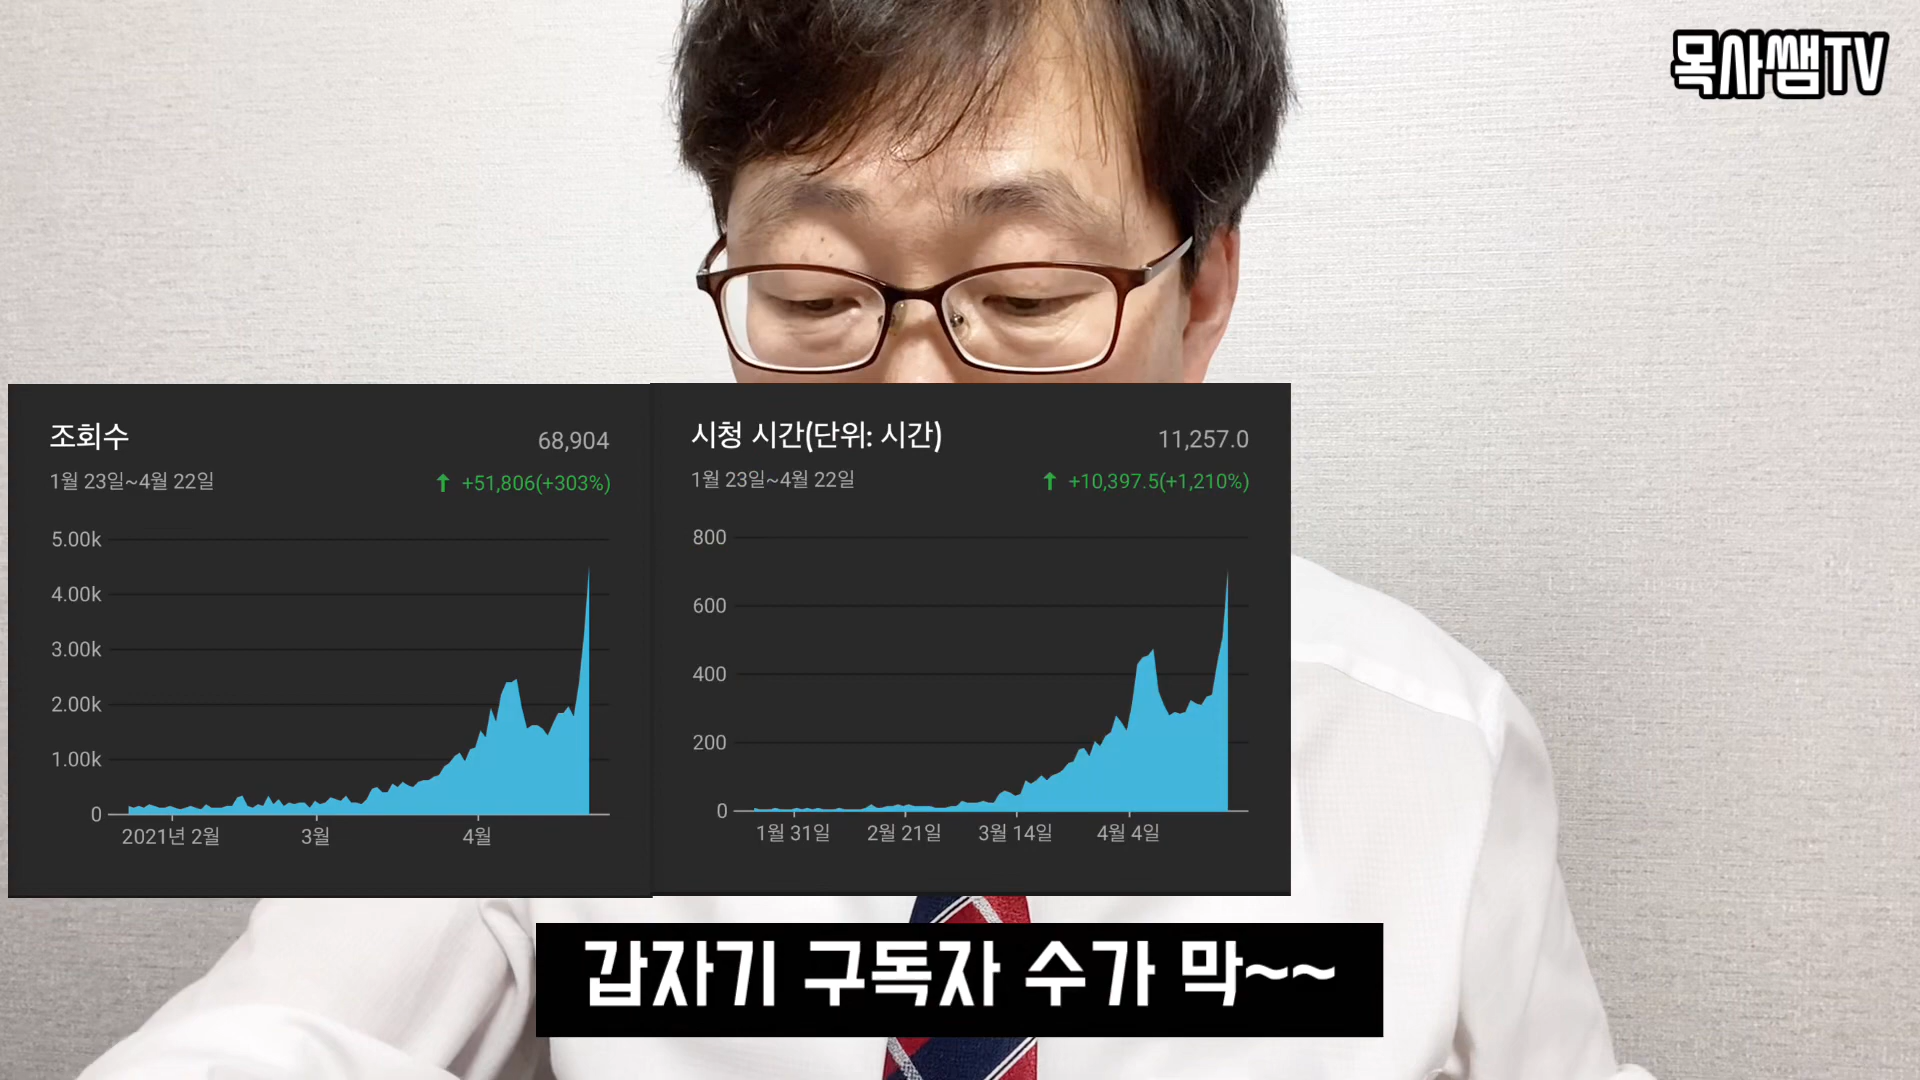 목사쌤TV
조회수
68,904
1월 23일~4월 22일
↑ +51,806(+303%)
5.00k
4.00k
3.00k
2.00k
1.00k
0
2021년 2월
3월
4월
시청 시간(단위: 시간)
11,257.0
1월 23일~4월 22일
↑ +10,397.5(+1,210%)
800
600
400
200
0
1월 31일
2월 21일
3월 14일
4월 4일
갑자기 구독자 수가 막~~